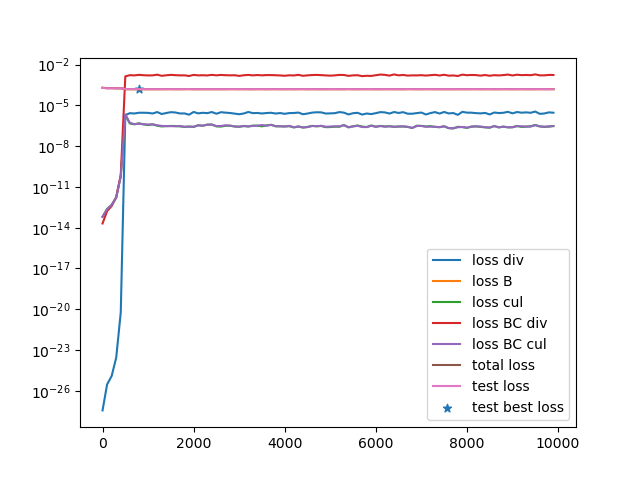 10⁻²
10⁻⁵
10⁻⁸
10⁻¹¹
10⁻¹⁴
10⁻¹⁷
10⁻²⁰
10⁻²³
10⁻²⁶
loss div
loss B
loss cul
loss BC div
loss BC cul
total loss
test loss
test best loss
0 2000 4000 6000 8000 10000